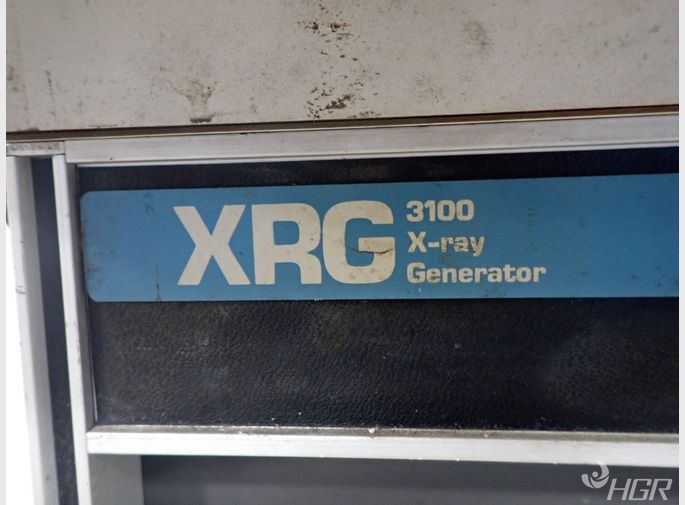 XRG
3100
X-ray
Generator
HGR